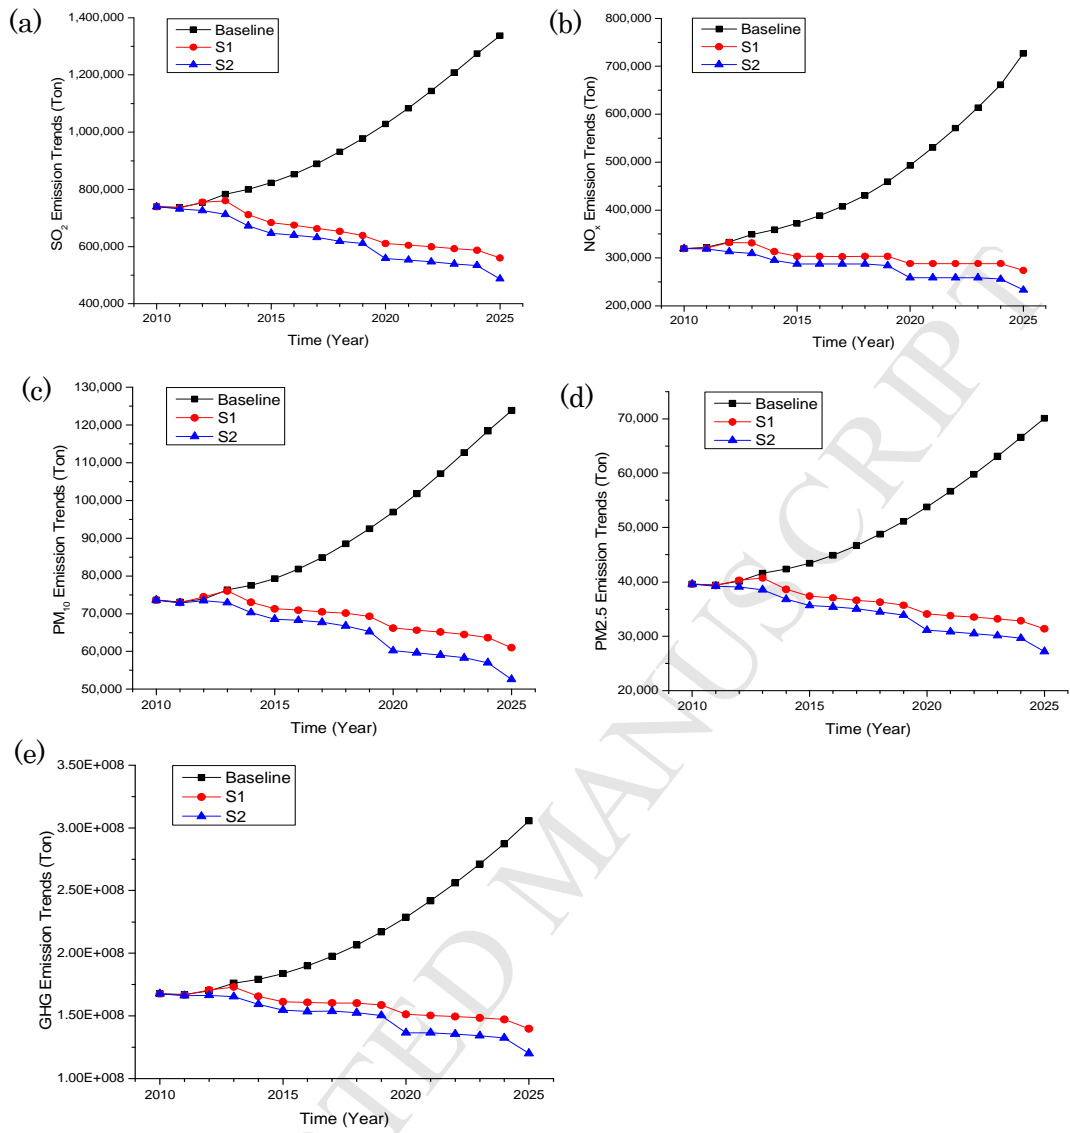 (a)
1,400,000
1,200,000
1,000,000
800,000
600,000
400,000
SO2 Emission Trends (Ton)
Baseline
S1
S2
2010 2015 2020 2025
Time (Year)
(b)
800,000
700,000
600,000
500,000
400,000
300,000
200,000
NOx Emission Trends (Ton)
Baseline
S1
S2
2010 2015 2020 2025
Time (Year)
(c)
130,000
120,000
110,000
100,000
90,000
80,000
70,000
60,000
50,000
PM10 Emission Trends (Ton)
Baseline
S1
S2
2010 2015 2020 2025
Time (Year)
(d)
70,000
60,000
50,000
40,000
30,000
20,000
PM2.5 Emission Trends (Ton)
Baseline
S1
S2
2010 2015 2020 2025
Time (Year)
(e)
3.50E+008
3.00E+008
2.50E+008
2.00E+008
1.50E+008
1.00E+008
GHG Emission Trends (Ton)
Baseline
S1
S2
2010 2015 2020 2025
Time (Year)
TED MANUSCRIPT